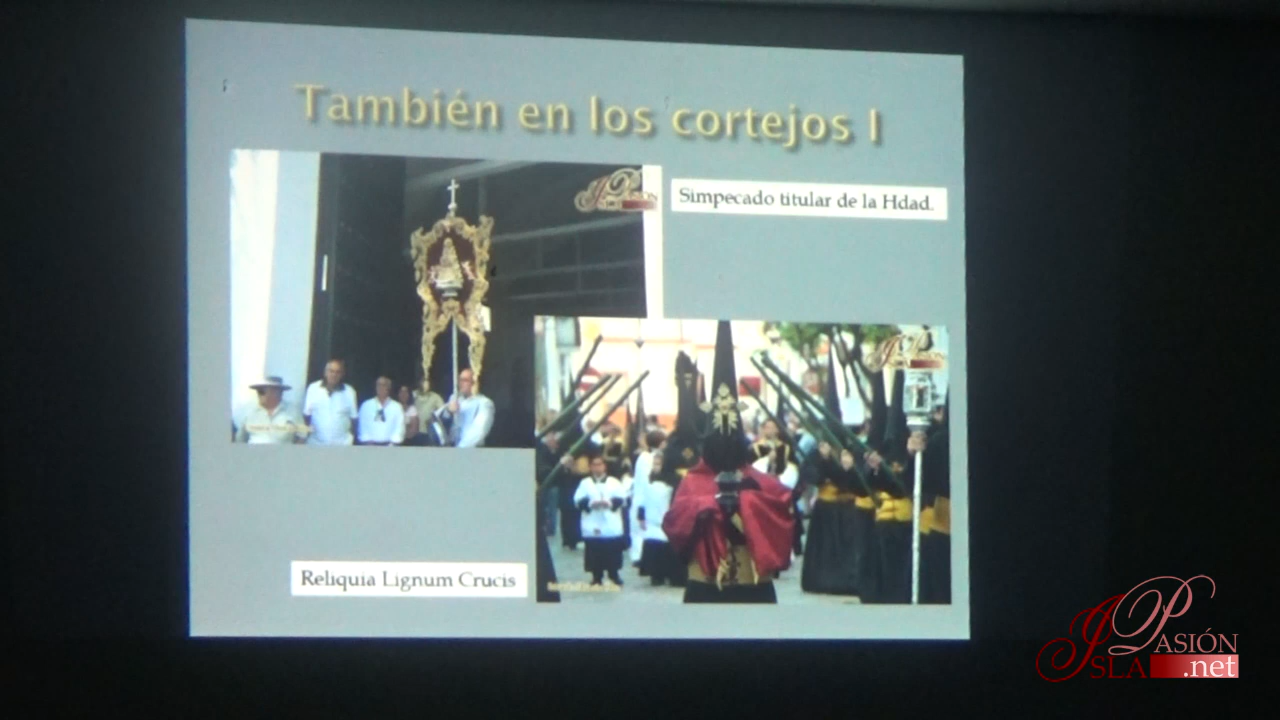 También en los cortejos I
Simpecado titular de la Hdad.
Reliquia Lignum Crucis
Isla
Pasión
.net